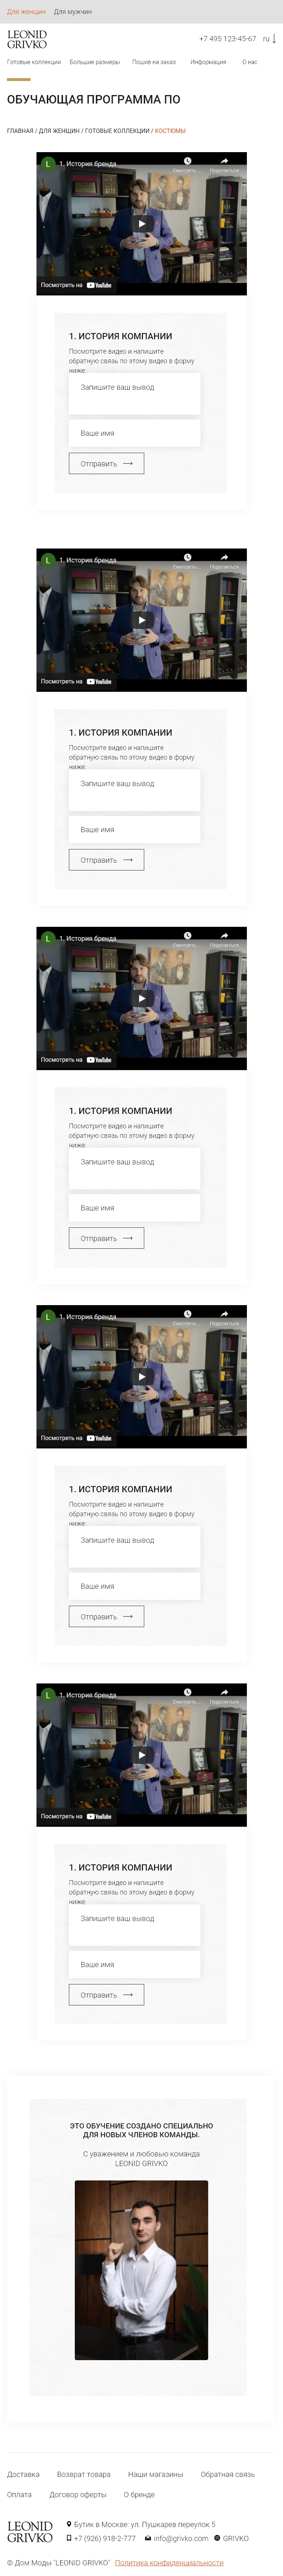 Для женщин Для мужчин
LEONID
GRIVKO
+7 495 123-45-67 ru
Готовые коллекции Большие размеры Пошив на заказ Информация О нас
ОБУЧАЮЩАЯ ПРОГРАММА ПО
ГЛАВНАЯ / ДЛЯ ЖЕНЩИН / ГОТОВЫЕ КОЛЛЕКЦИИ / КОСТЮМЫ
L 1. История бренда
Смотреть ... Поделиться
Посмотреть на YouTube
1. ИСТОРИЯ КОМПАНИИ
Посмотрите видео и напишите
обратную связь по этому видео в форму
ниже:
Запишите ваш вывод
Ваше имя
Отправить
L 1. История бренда
Смотреть ... Поделиться
Посмотреть на YouTube
1. ИСТОРИЯ КОМПАНИИ
Посмотрите видео и напишите
обратную связь по этому видео в форму
ниже:
Запишите ваш вывод
Ваше имя
Отправить
L 1. История бренда
Смотреть ... Поделиться
Посмотреть на YouTube
1. ИСТОРИЯ КОМПАНИИ
Посмотрите видео и напишите
обратную связь по этому видео в форму
ниже:
Запишите ваш вывод
Ваше имя
Отправить
L 1. История бренда
Смотреть ... Поделиться
Посмотреть на YouTube
1. ИСТОРИЯ КОМПАНИИ
Посмотрите видео и напишите
обратную связь по этому видео в форму
ниже:
Запишите ваш вывод
Ваше имя
Отправить
L 1. История бренда
Смотреть ... Поделиться
Посмотреть на YouTube
1. ИСТОРИЯ КОМПАНИИ
Посмотрите видео и напишите
обратную связь по этому видео в форму
ниже:
Запишите ваш вывод
Ваше имя
Отправить
ЭТО ОБУЧЕНИЕ СОЗДАНО СПЕЦИАЛЬНО
ДЛЯ НОВЫХ ЧЛЕНОВ КОМАНДЫ.
С уважением и любовью команда
LEONID GRIVKO
Доставка Возврат товара Наши магазины Обратная связь
Оплата Договор оферты О бренде
LEONID
GRIVKO
Бутик в Москве: ул. Пушкарев переулок 5
+7 (926) 918-2-777 info@grivko.com GRIVKO
© Дом Моды "LEONID GRIVKO" Политика конфиденциальности